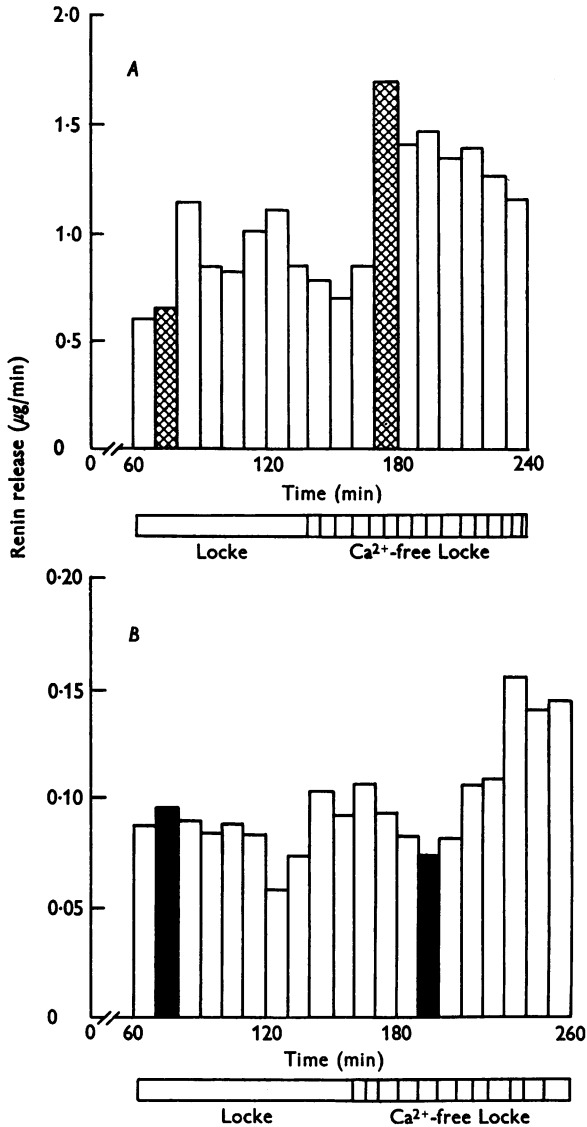 Renin release (µg/min)
A
2·0
1·5
1·0
0·5
0
0 60 120 180 240
Time (min)
Locke Ca²⁺-free Locke
B
0·20
0·15
0·10
0·05
0
0 60 120 180 260
Time (min)
Locke Ca²⁺-free Locke